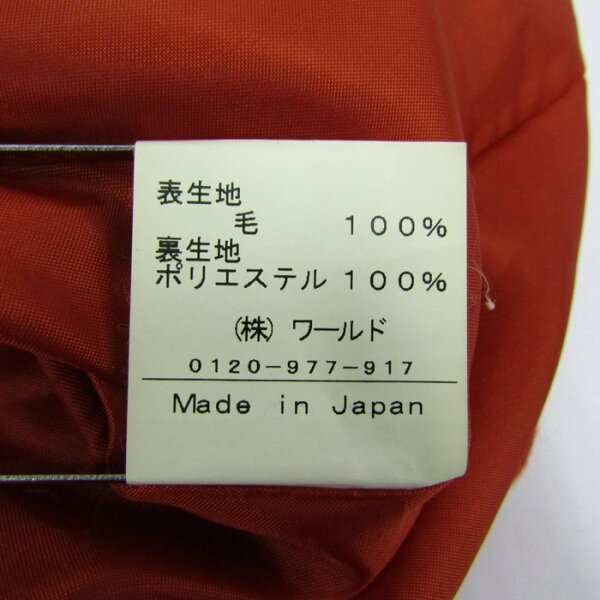 表生地
毛 100%
裏生地
ポリエステル 100%
(株) ワールド
0120-977-917
Made in Japan